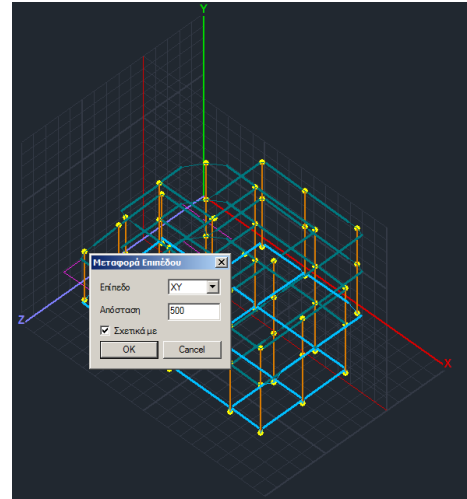 Y
Μεταφορά Επιπέδου
Επίπεδο XY
Απόσταση 500
Σχετικά με
OK Cancel
Z
X